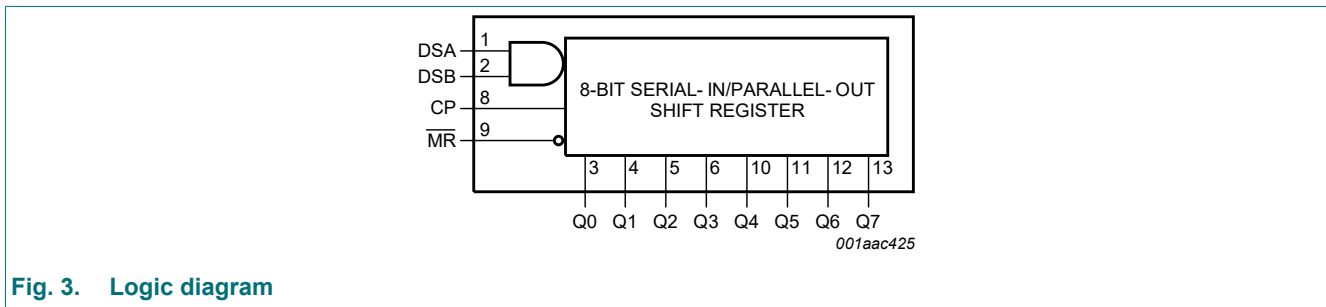 DSA 1
DSB 2
CP 8
MR 9
8-BIT SERIAL- IN/PARALLEL- OUT
SHIFT REGISTER
3 4 5 6 10 11 12 13
Q0 Q1 Q2 Q3 Q4 Q5 Q6 Q7
001aac425
Fig. 3. Logic diagram